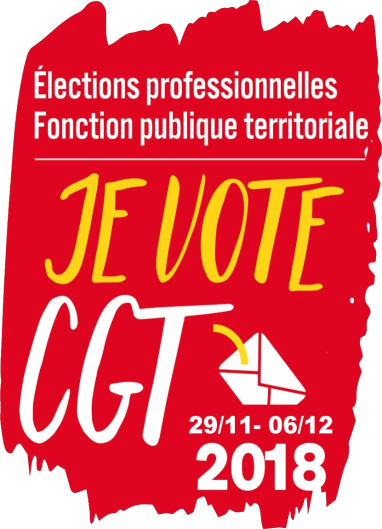 Élections professionnelles
Fonction publique territoriale
JE VOTE
CGT
29/11- 06/12
2018